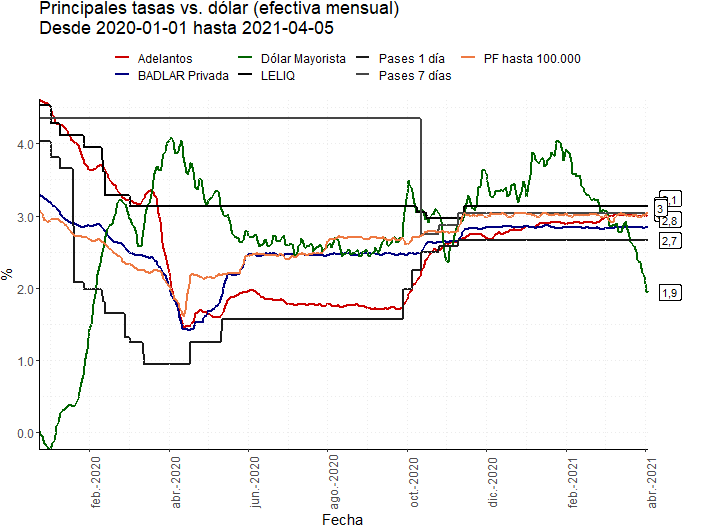 Principales tasas vs. dólar (efectiva mensual)
Desde 2020-01-01 hasta 2021-04-05
Adelantos
Dólar Mayorista
Pases 1 día
PF hasta 100.000
BADLAR Privada
LELIQ
Pases 7 días
%
4.0
3.0
2.0
1.0
0.0
3
2,8
2,7
1,9
feb.-2020
abr.-2020
jun.-2020
ago.-2020
oct.-2020
dic.-2020
feb.-2021
abr.-2021
Fecha